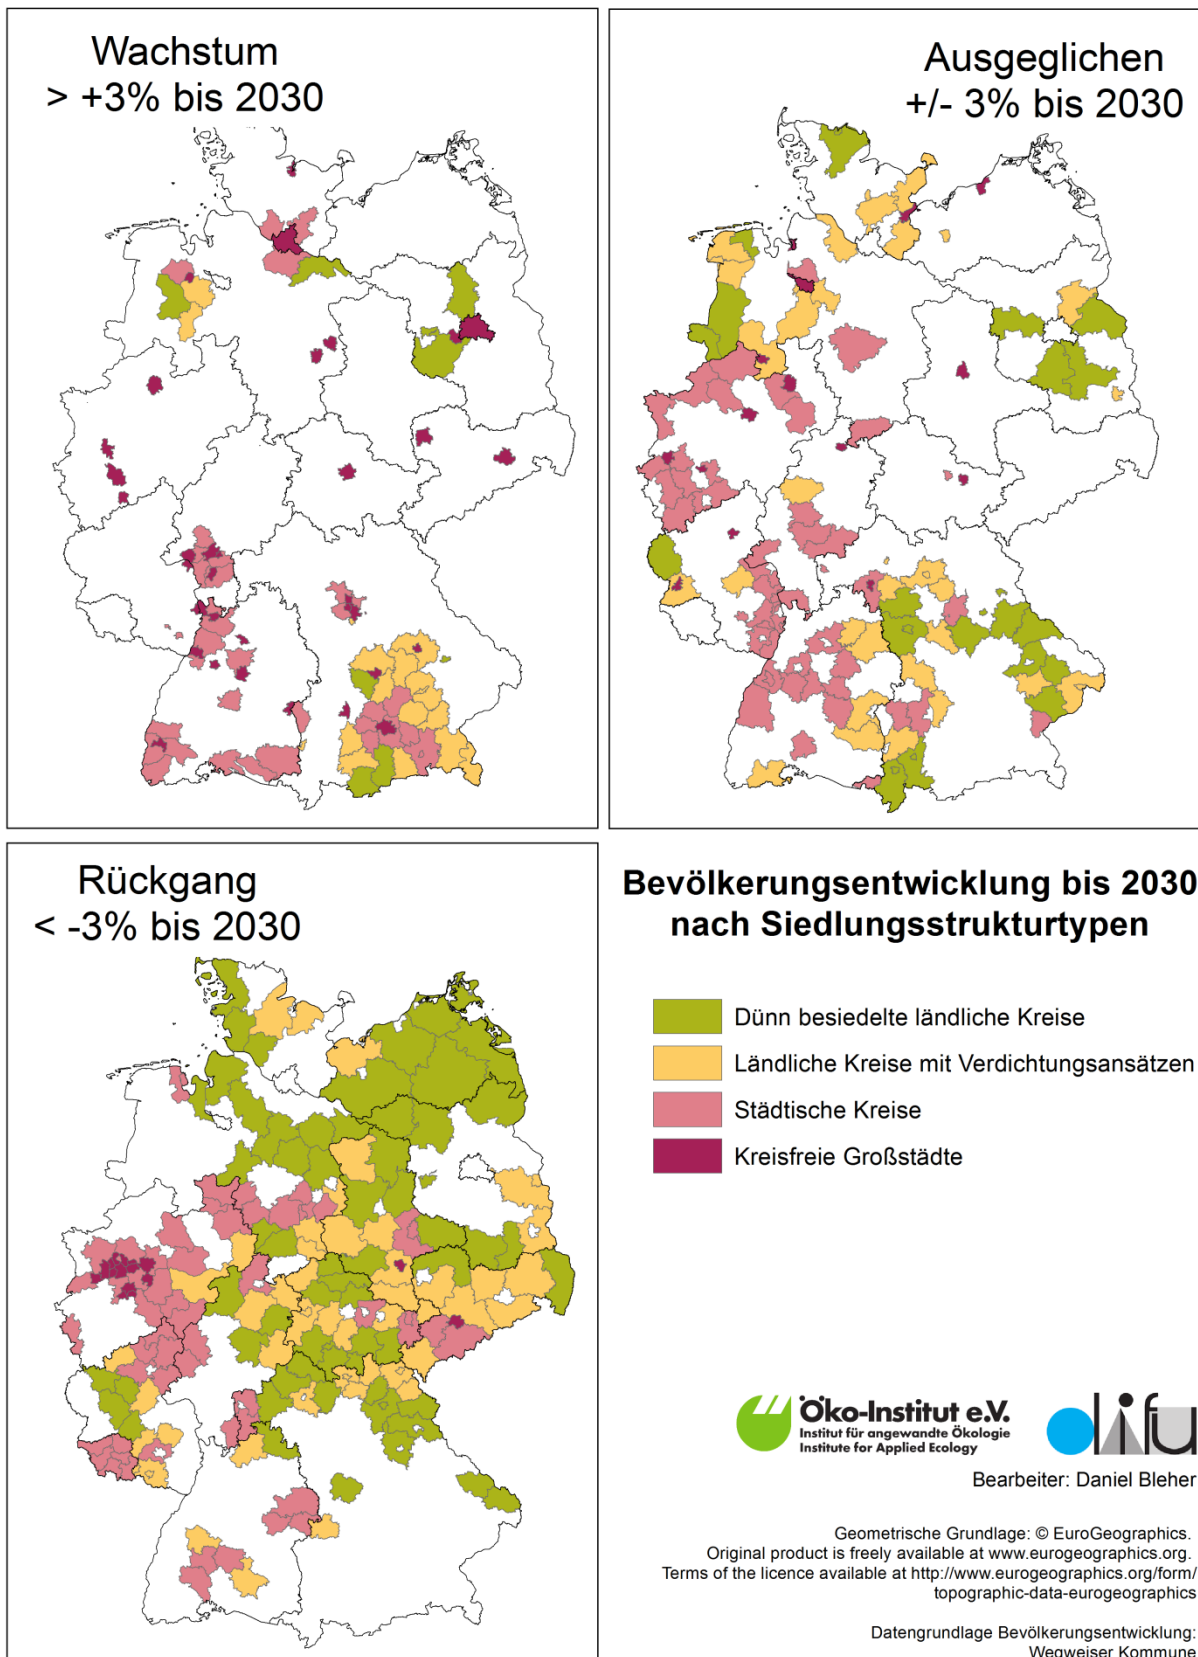 Wachstum
> +3% bis 2030
Ausgeglichen
+/- 3% bis 2030
Rückgang
< -3% bis 2030
Bevölkerungsentwicklung bis 2030
nach Siedlungsstrukturtypen
Dünn besiedelte ländliche Kreise
Ländliche Kreise mit Verdichtungsansätzen
Städtische Kreise
Kreisfreie Großstädte
Öko-Institut e.V.
Institut für angewandte Ökologie
Institute for Applied Ecology
difu
Bearbeiter: Daniel Bleher
Geometrische Grundlage: © EuroGeographics.
Original product is freely available at www.eurogeographics.org.
Terms of the licence available at http://www.eurogeographics.org/form/
topographic-data-eurogeographics
Datengrundlage Bevölkerungsentwicklung:
Wegweiser Kommune